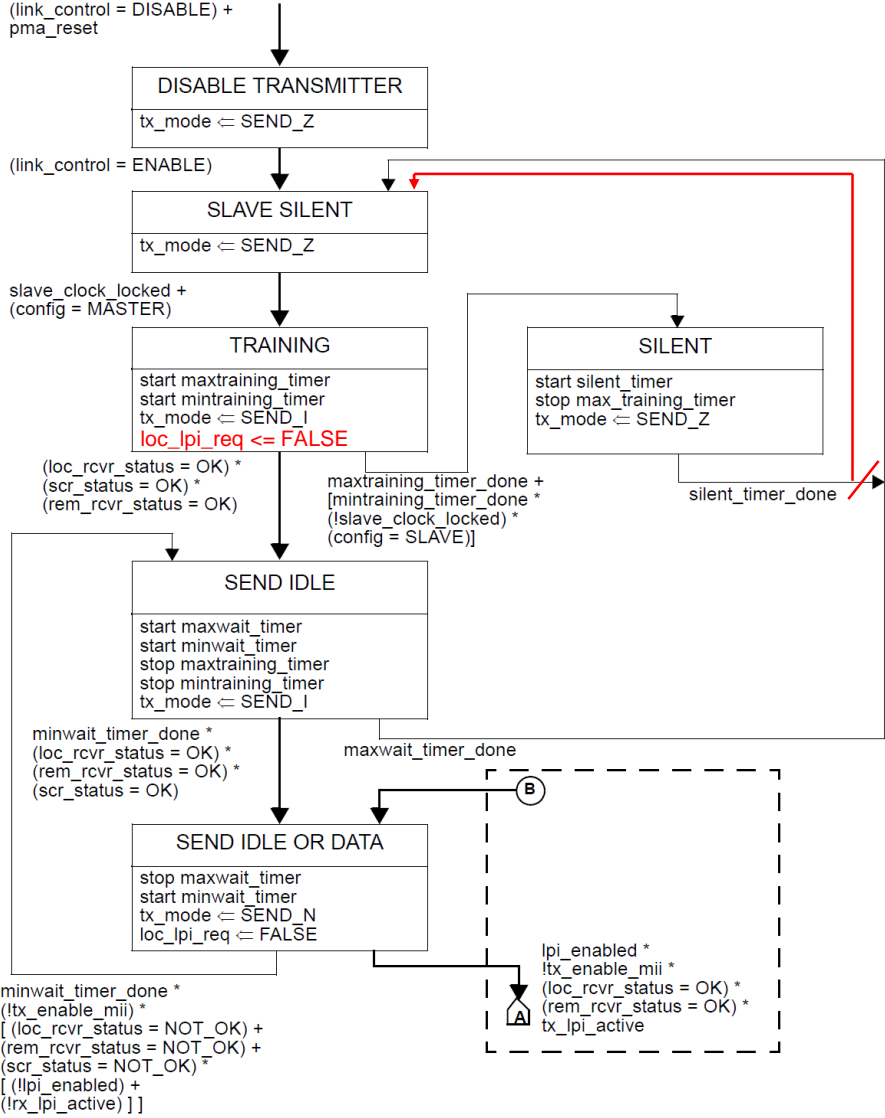 (link_control = DISABLE) +
pma_reset
DISABLE TRANSMITTER
tx_mode ⇐ SEND_Z
(link_control = ENABLE)
SLAVE SILENT
tx_mode ⇐ SEND_Z
slave_clock_locked +
(config = MASTER)
TRAINING
start maxtraining_timer
start mintraining_timer
tx_mode ⇐ SEND_I
loc_lpi_req <= FALSE
SILENT
start silent_timer
stop max_training_timer
tx_mode ⇐ SEND_Z
(loc_rcvr_status = OK) *
(scr_status = OK) *
(rem_rcvr_status = OK)
maxtraining_timer_done +
[mintraining_timer_done *
(!slave_clock_locked) *
(config = SLAVE)]
silent_timer_done
SEND IDLE
start maxwait_timer
start minwait_timer
stop maxtraining_timer
stop mintraining_timer
tx_mode ⇐ SEND_I
minwait_timer_done *
(loc_rcvr_status = OK) *
(rem_rcvr_status = OK) *
(scr_status = OK)
maxwait_timer_done
B
SEND IDLE OR DATA
stop maxwait_timer
start minwait_timer
tx_mode ⇐ SEND_N
loc_lpi_req ⇐ FALSE
lpi_enabled *
!tx_enable_mii *
(loc_rcvr_status = OK) *
(rem_rcvr_status = OK) *
tx_lpi_active
A
minwait_timer_done *
(!tx_enable_mii) *
[ (loc_rcvr_status = NOT_OK) +
(rem_rcvr_status = NOT_OK) +
(scr_status = NOT_OK) *
[ (!lpi_enabled) +
(!rx_lpi_active) ] ]